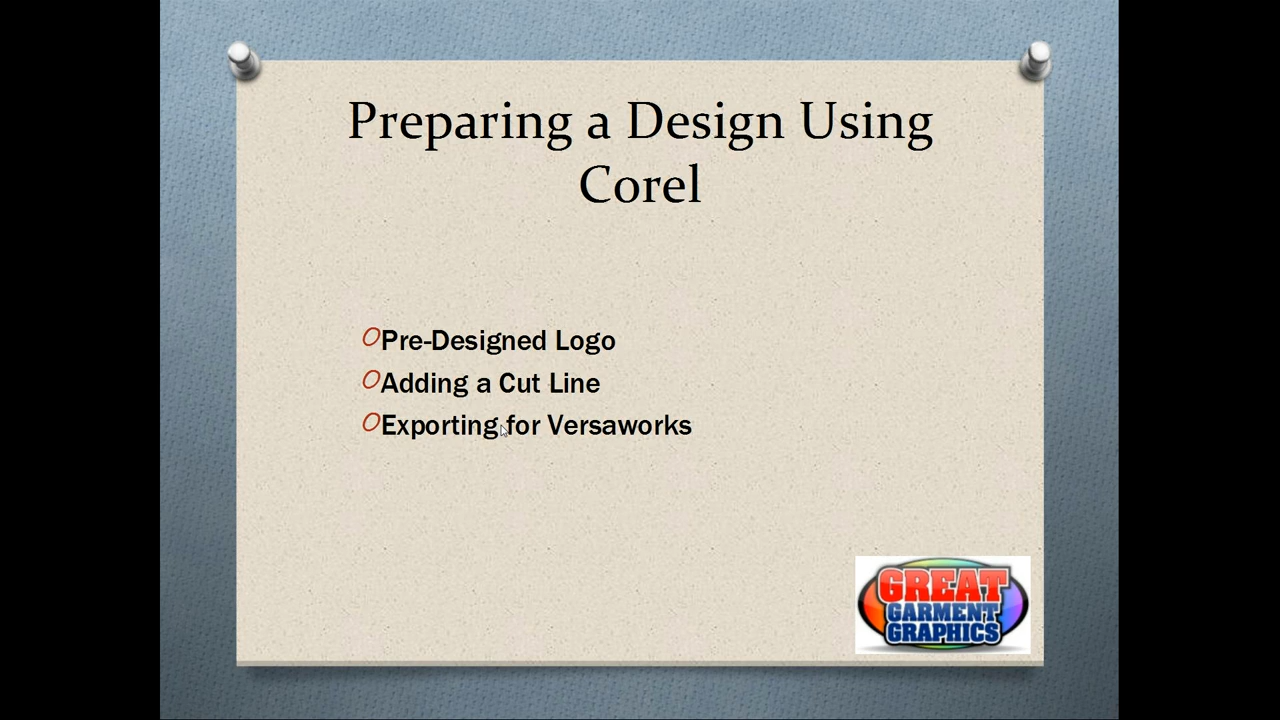 Preparing a Design Using
Corel
Pre-Designed Logo
Adding a Cut Line
Exporting for Versaworks
GREAT
GARMENT
GRAPHICS